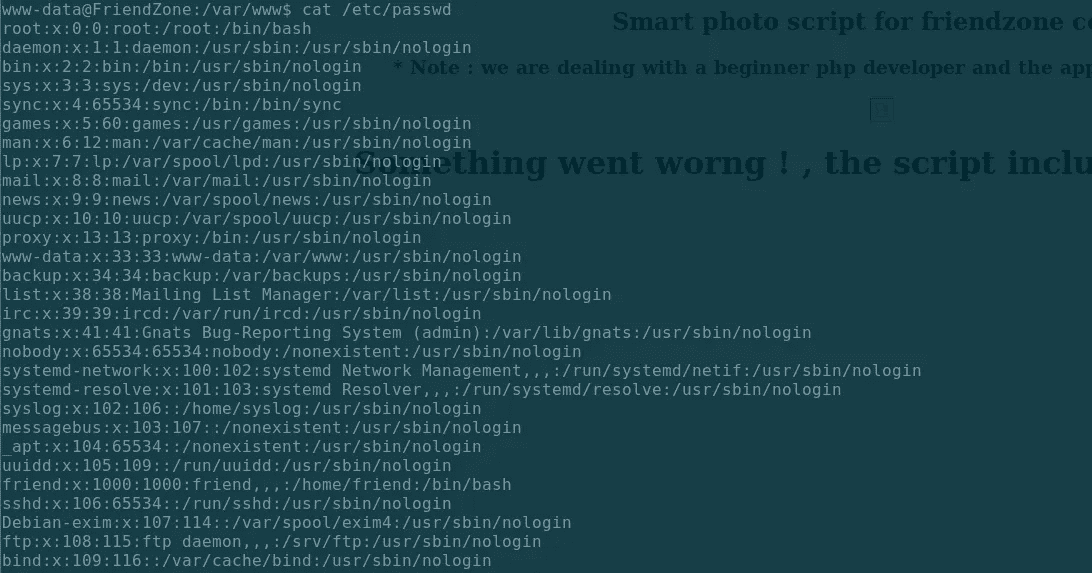 www-data@FriendZone:/var/www$ cat /etc/passwd
root:x:0:0:root:/root:/bin/bash
daemon:x:1:1:daemon:/usr/sbin:/usr/sbin/nologin
bin:x:2:2:bin:/bin:/usr/sbin/nologin
sys:x:3:3:sys:/dev:/usr/sbin/nologin
sync:x:4:65534:sync:/bin:/bin/sync
games:x:5:60:games:/usr/games:/usr/sbin/nologin
man:x:6:12:man:/var/cache/man:/usr/sbin/nologin
lp:x:7:7:lp:/var/spool/lpd:/usr/sbin/nologin
mail:x:8:8:mail:/var/mail:/usr/sbin/nologin
news:x:9:9:news:/var/spool/news:/usr/sbin/nologin
uucp:x:10:10:uucp:/var/spool/uucp:/usr/sbin/nologin
proxy:x:13:13:proxy:/bin:/usr/sbin/nologin
www-data:x:33:33:www-data:/var/www:/usr/sbin/nologin
backup:x:34:34:backup:/var/backups:/usr/sbin/nologin
list:x:38:38:Mailing List Manager:/var/list:/usr/sbin/nologin
irc:x:39:39:ircd:/var/run/ircd:/usr/sbin/nologin
gnats:x:41:41:Gnats Bug-Reporting System (admin):/var/lib/gnats:/usr/sbin/nologin
nobody:x:65534:65534:nobody:/nonexistent:/usr/sbin/nologin
systemd-network:x:100:102:systemd Network Management,,,:/run/systemd/netif:/usr/sbin/nologin
systemd-resolve:x:101:103:systemd Resolver,,,:/run/systemd/resolve:/usr/sbin/nologin
syslog:x:102:106::/home/syslog:/usr/sbin/nologin
messagebus:x:103:107::/nonexistent:/usr/sbin/nologin
_apt:x:104:65534::/nonexistent:/usr/sbin/nologin
uuidd:x:105:109::/run/uuidd:/usr/sbin/nologin
friend:x:1000:1000:friend,,,:/home/friend:/bin/bash
sshd:x:106:65534::/run/sshd:/usr/sbin/nologin
Debian-exim:x:107:114::/var/spool/exim4:/usr/sbin/nologin
ftp:x:108:115:ftp daemon,,,:/srv/ftp:/usr/sbin/nologin
bind:x:109:116::/var/cache/bind:/usr/sbin/nologin
Smart photo script for friendzone
* Note : we are dealing with a beginner php developer and the
Something went worng ! , the script